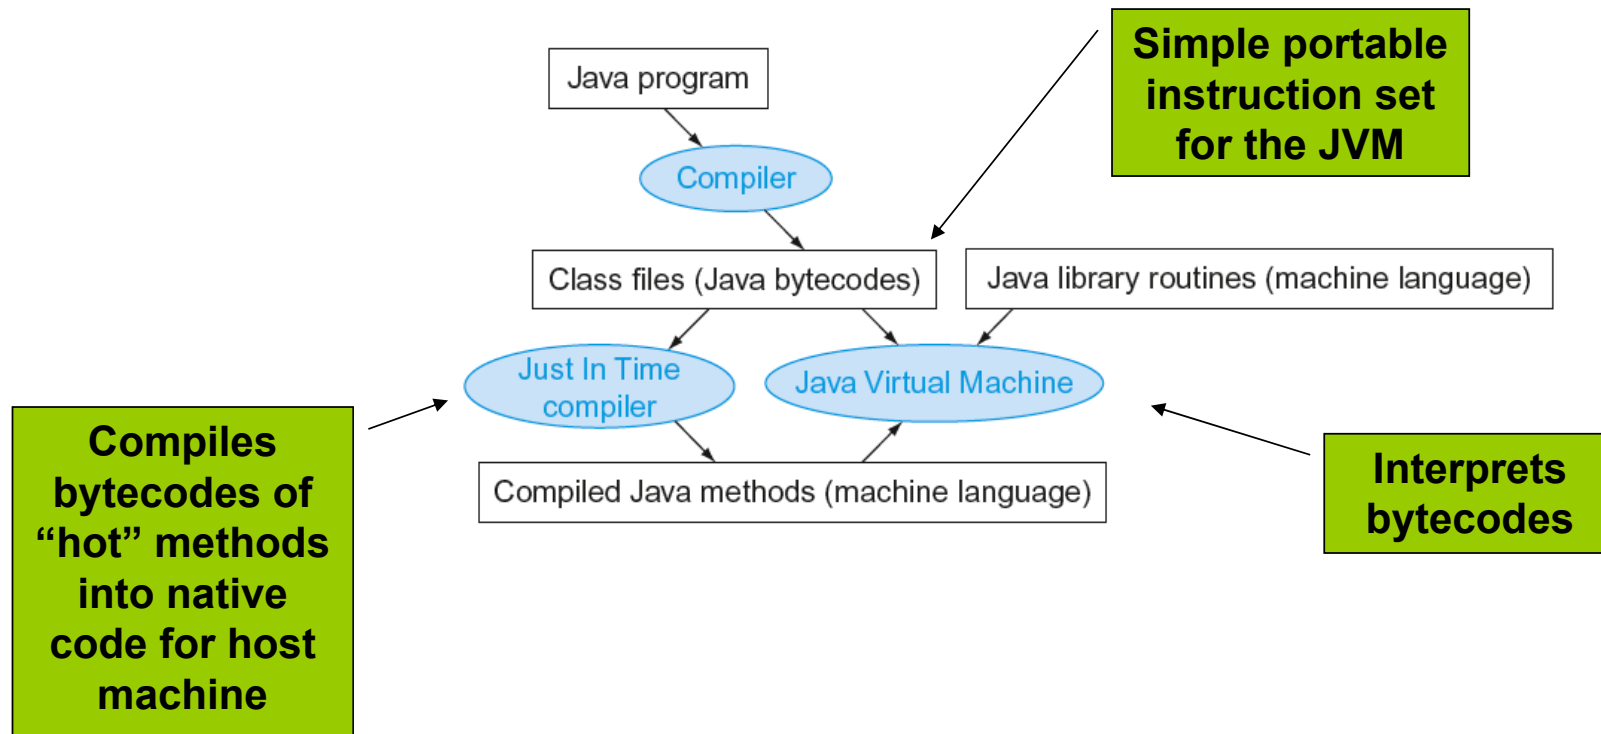 Simple portable
instruction set
for the JVM
Java program
Compiler
Class files (Java bytecodes)
Java library routines (machine language)
Just In Time
compiler
Java Virtual Machine
Compiles
bytecodes of
“hot” methods
into native
code for host
machine
Interprets
bytecodes
Compiled Java methods (machine language)